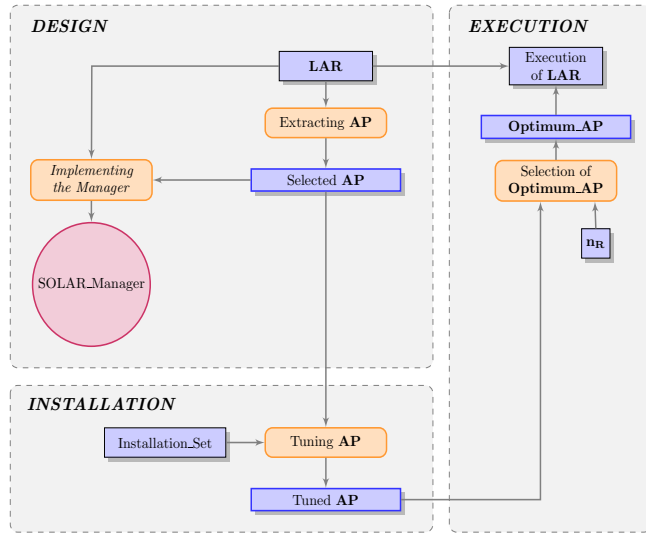 DESIGN
LAR
Extracting AP
Implementing
the Manager
Selected AP
SOLAR_Manager
INSTALLATION
Installation_Set
Tuning AP
Tuned AP
EXECUTION
Execution
of LAR
Optimum_AP
Selection of
Optimum_AP
n_R